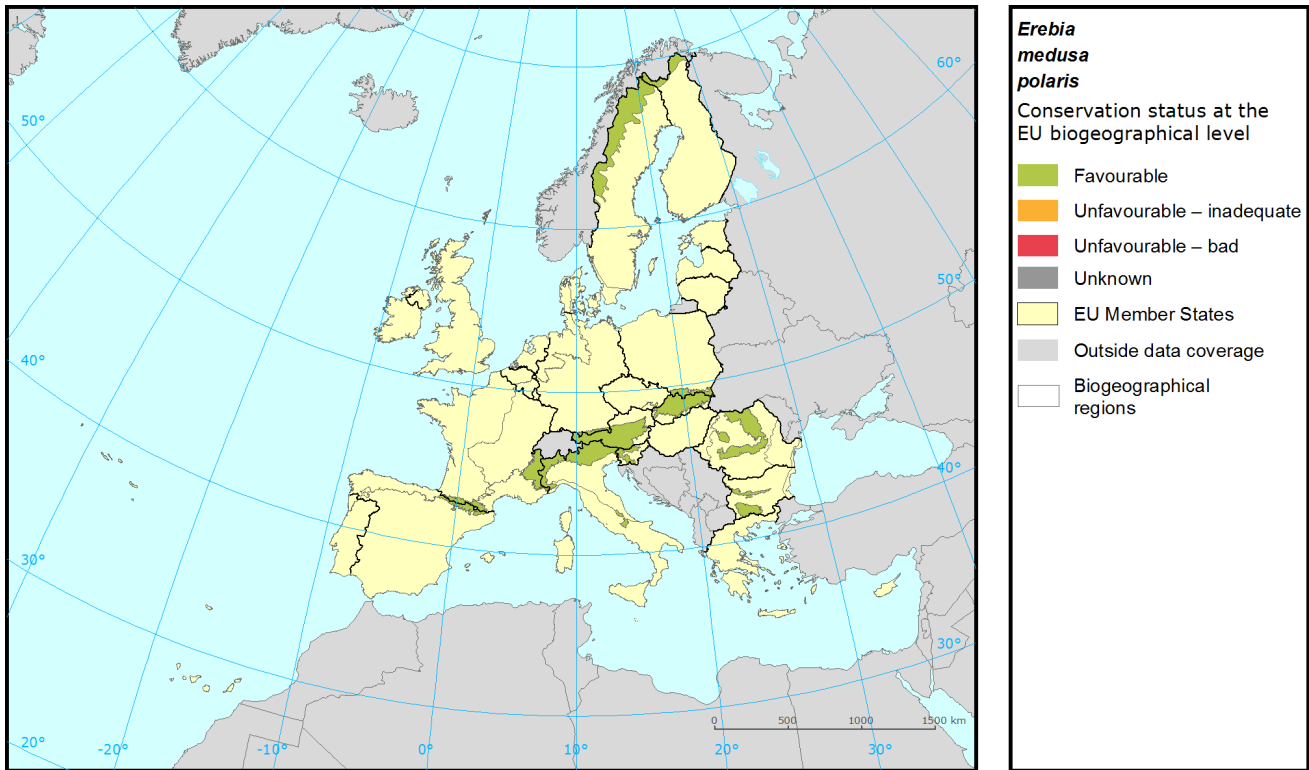 60°
50°
50°
40°
40°
30°
30°
20°
-20°
-10°
0°
10°
20°
30°
0
500
1000
1500 km
Erebia
medusa
polaris
Conservation status at the
EU biogeographical level
Favourable
Unfavourable – inadequate
Unfavourable – bad
Unknown
EU Member States
Outside data coverage
Biogeographical
regions